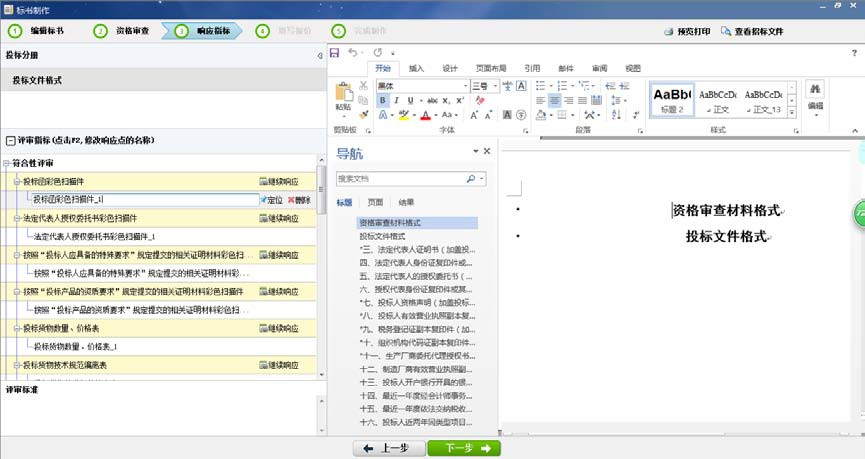 标书制作
1 编辑标书 2 资格审查 3 响应指标 4 填写报价 5 完成制作 预览打印 查看招标文件
投标分册
投标文件格式
评审指标(点击F2,修改响应点的名称)
符合性评审
投标函彩色扫描件 继续响应
投标函彩色扫描件_1 定位 删除
法定代表人授权委托书彩色扫描件 继续响应
法定代表人授权委托书彩色扫描件_1
按照“投标人应具备的特殊要求”规定提交的相关证明材料彩色扫 继续响应
按照“投标人应具备的特殊要求”规定提交的相关证明材料彩...
按照“投标产品的资质要求”规定提交的相关证明材料彩色扫描件 继续响应
按照“投标产品的资质要求”规定提交的相关证明材料彩色扫...
投标货物数量、价格表 继续响应
投标货物数量、价格表_1
投标货物技术规范偏离表 继续响应
评审标准
上一步 下一步
开始 插入 设计 页面布局 引用 邮件 审阅 视图
粘贴
黑体 三号
B I U abc X₂ X²
AaBbC AaBbCcDc AaBbCcDc
标题 2 正文 正文_13
编辑
剪贴板 字体 段落 样式
导航
搜索文档
标题 页面 结果
资格审查材料格式
投标文件格式
*三、法定代表人证明书（加盖投...
四、法定代表人身份证复印件或...
五、法定代表人的授权委托书（...
六、授权代表身份证复印件或其...
*七、投标人资格声明（加盖投标...
*八、投标人有效营业执照副本复...
*九、税务登记证副本复印件（加...
*十、组织机构代码证副本复印件...
*十一、生产厂商委托代理授权书...
十二、制造厂商有效营业执照副...
十三、投标人开户银行开具的银...
十四、最近一年度经会计师事务...
十五、最近一年度依法交纳税收...
十六、投标人近两年间类型项目...
资格审查材料格式
投标文件格式